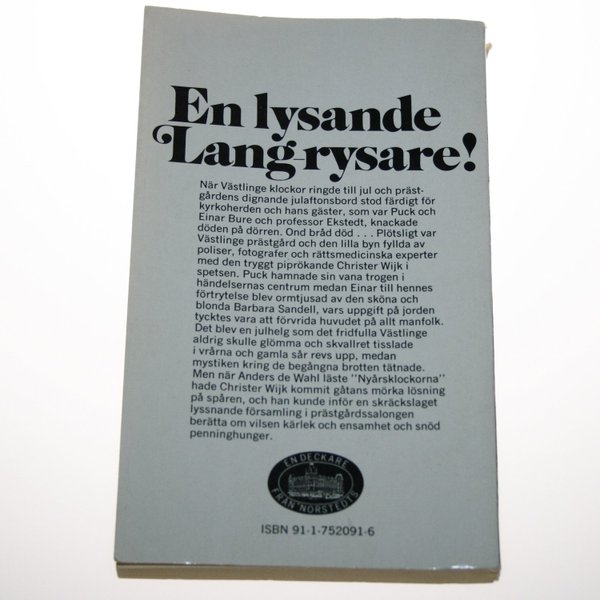 En lysande
Lang-rysare!
När Västlinge klockor ringde till jul och präst-
gårdens dignande julaftonsbord stod färdigt för
kyrkoherden och hans gäster, som var Puck och
Einar Bure och professor Ekstedt, knackade
döden på dörren. Ond bråd död . . . Plötsligt var
Västlinge prästgård och den lilla byn fyllda av
poliser, fotografer och rättsmedicinska experter
med den tryggt piprökande Christer Wijk i
spetsen. Puck hamnade sin vana trogen i
händelsernas centrum medan Einar till hennes
förtrytelse blev ormtjusad av den sköna och
blonda Barbara Sandell, vars uppgift på jorden
tycktes vara att förvrida huvudet på allt manfolk.
Det blev en julhelg som det fridfulla Västlinge
aldrig skulle glömma och skvallret tisslade
i vrårna och gamla sår revs upp, medan
mystiken kring de begångna brotten tätnade.
Men när Anders de Wahl läste "Nyårsklockorna"
hade Christer Wijk kommit gåtans mörka lösning
på spåren, och han kunde inför en skräckslaget
lyssnande församling i prästgårdssalongen
berätta om vilsen kärlek och ensamhet och snöd
penninghunger.
EN DECKARE
FRÅN NORSTEDTS
ISBN 91-1-752091-6